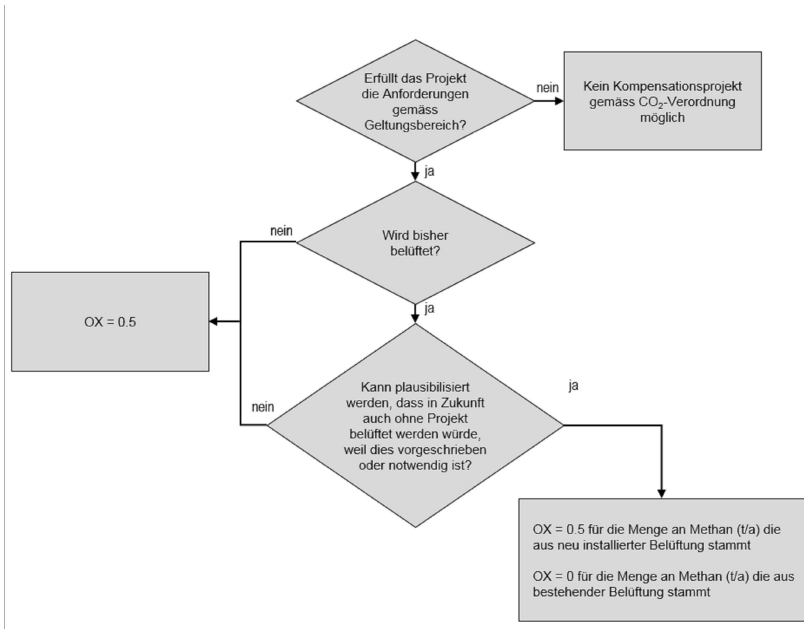 Erfüllt das Projekt
die Anforderungen
gemäss
Geltungsbereich?
nein
Kein Kompensationsprojekt
gemäss CO₂-Verordnung
möglich
ja
nein
Wird bisher
belüftet?
OX = 0.5
ja
Kann plausibilisiert
werden, dass in Zukunft
auch ohne Projekt
belüftet werden würde,
weil dies vorgeschrieben
oder notwendig ist?
nein
ja
OX = 0.5 für die Menge an Methan (t/a) die
aus neu installierter Belüftung stammt
OX = 0 für die Menge an Methan (t/a) die aus
bestehender Belüftung stammt